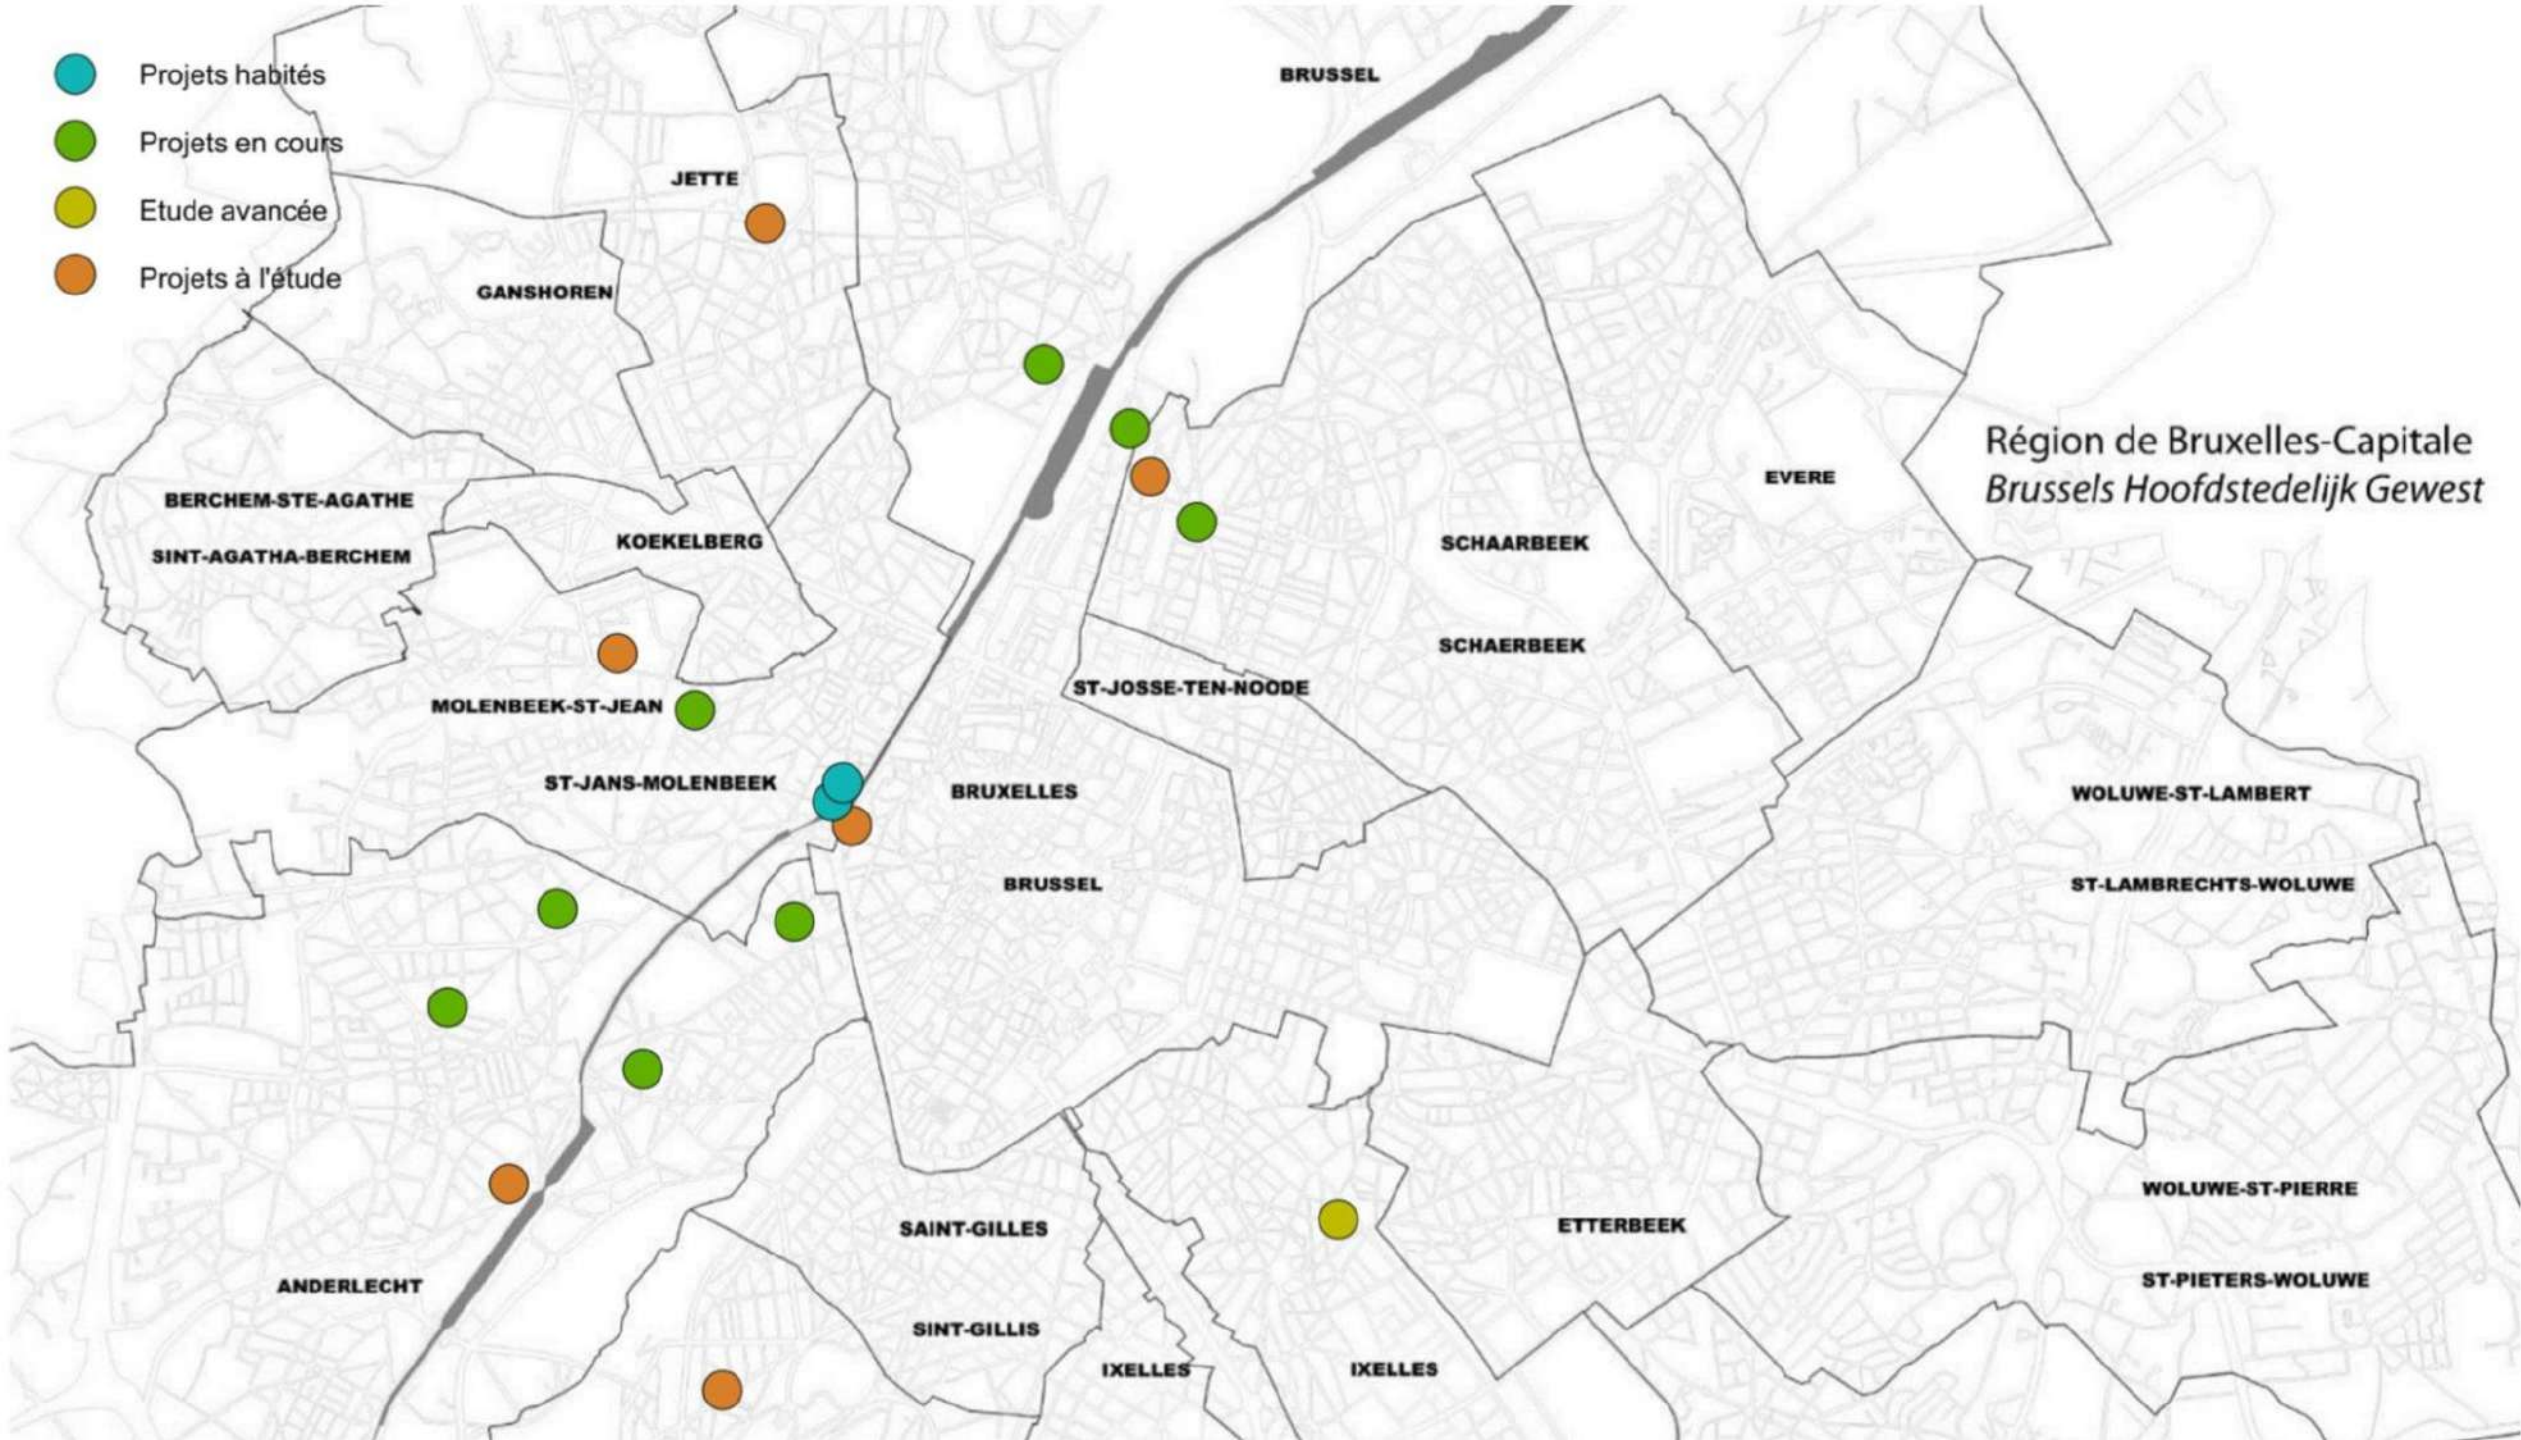 Projets habités
Projets en cours
Etude avancée
Projets à l'étude
BRUSSEL
JETTE
GANSHOREN
Région de Bruxelles-Capitale
Brussels Hoofdstedelijk Gewest
EVERE
BERCHEM-STE-AGATHE
SINT-AGATHA-BERCHEM
KOEKELBERG
SCHAARBEEK
SCHAERBEEK
ST-JOSSE-TEN-NOODE
MOLENBEEK-ST-JEAN
ST-JANS-MOLENBEEK
BRUXELLES
BRUSSEL
WOLUWE-ST-LAMBERT
ST-LAMBRECHTS-WOLUWE
WOLUWE-ST-PIERRE
ST-PIETERS-WOLUWE
ETTERBEEK
SAINT-GILLES
SINT-GILLIS
ANDERLECHT
IXELLES
IXELLES